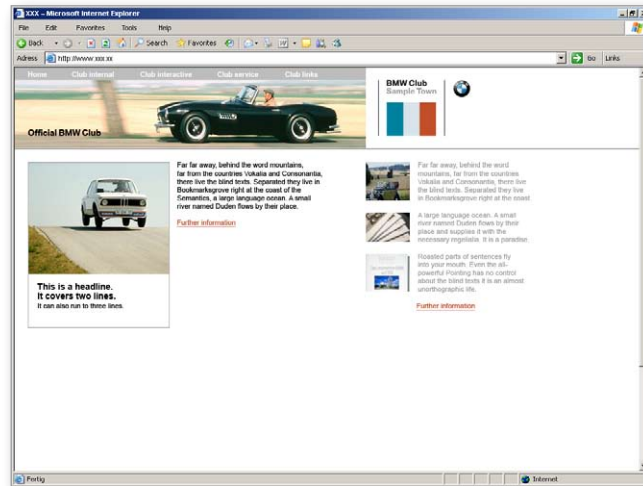 XXX – Microsoft Internet Explorer
File Edit Favorites Tools Help
Back Search Favorites
Adress http://www.xxx.xx Go Links
Home Club internal Club interactive Club service Club links
Official BMW Club
BMW Club
Sample Town
Far far away, behind the word mountains,
far from the countries Vokalia and Consonantia,
there live the blind texts. Separated they live in
Bookmarksgrove right at the coast of the
Semantics, a large language ocean. A small
river named Duden flows by their place.
Further information
This is a headline.
It covers two lines.
It can also run to three lines.
Far far away, behind the word
mountains, far from the countries
Vokalia and Consonantia, there live
the blind texts. Separated they live
in Bookmarksgrove right at the coast
A large language ocean. A small
river named Duden flows by their
place and supplies it with the
necessary regelialia. It is a paradise.
Roasted parts of sentences fly
into your mouth. Even the all-
powerful Pointing has no control
about the blind texts it is an almost
unorthographic life.
Further information
Fertig Internet